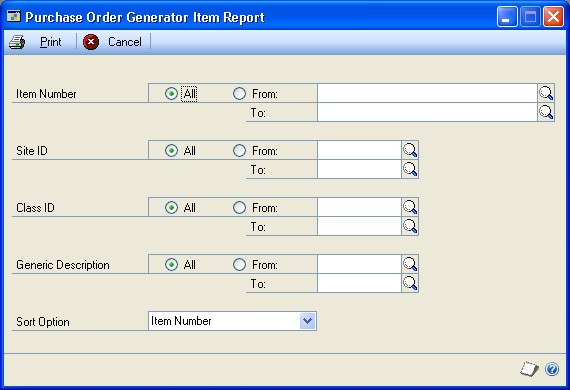 Purchase Order Generator Item Report
Print Cancel
Item Number All From:
To:
Site ID All From:
To:
Class ID All From:
To:
Generic Description All From:
To:
Sort Option Item Number